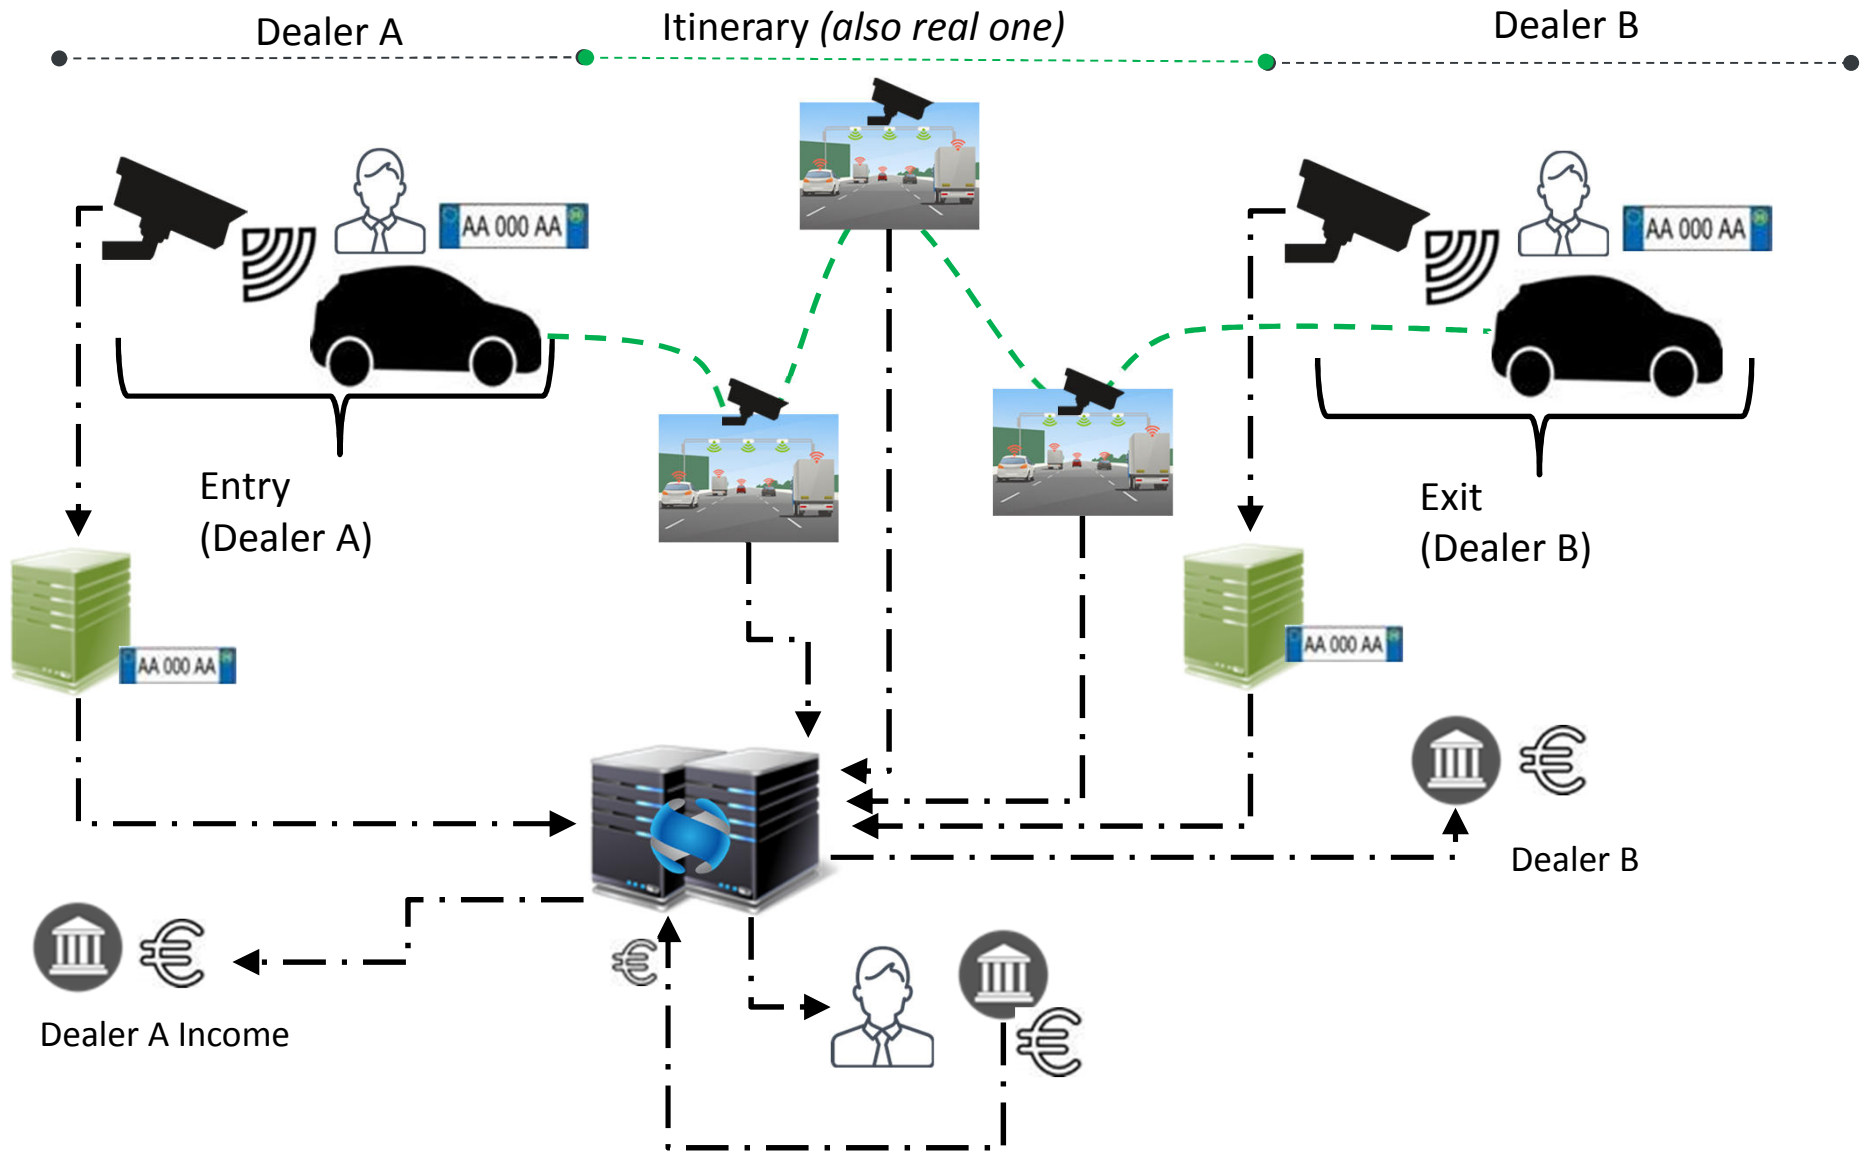 Dealer A
Itinerary (also real one)
Dealer B
AA 000 AA
AA 000 AA
Entry
(Dealer A)
Exit
(Dealer B)
AA 000 AA
AA 000 AA
Dealer B
Dealer A Income